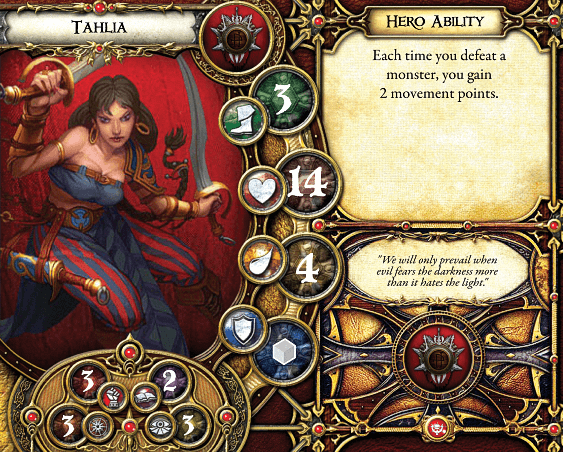 Tahlia
3
14
4
3
2
3
3
Hero Ability
Each time you defeat a
monster, you gain
2 movement points.
"We will only prevail when
evil fears the darkness more
than it hates the light."